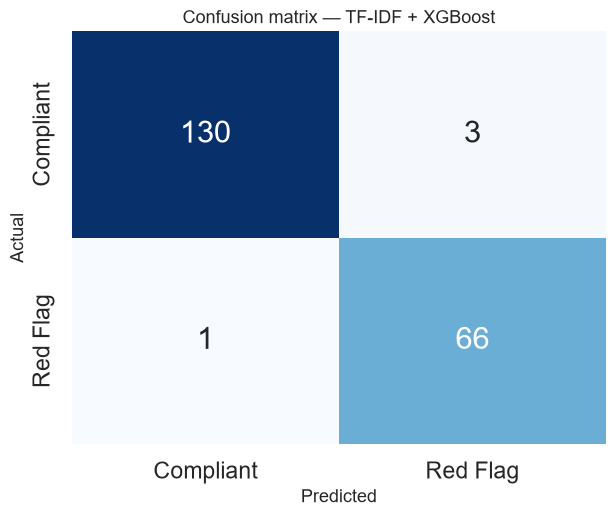 Confusion matrix — TF-IDF + XGBoost
Actual
Compliant
130
3
Red Flag
1
66
Compliant
Red Flag
Predicted